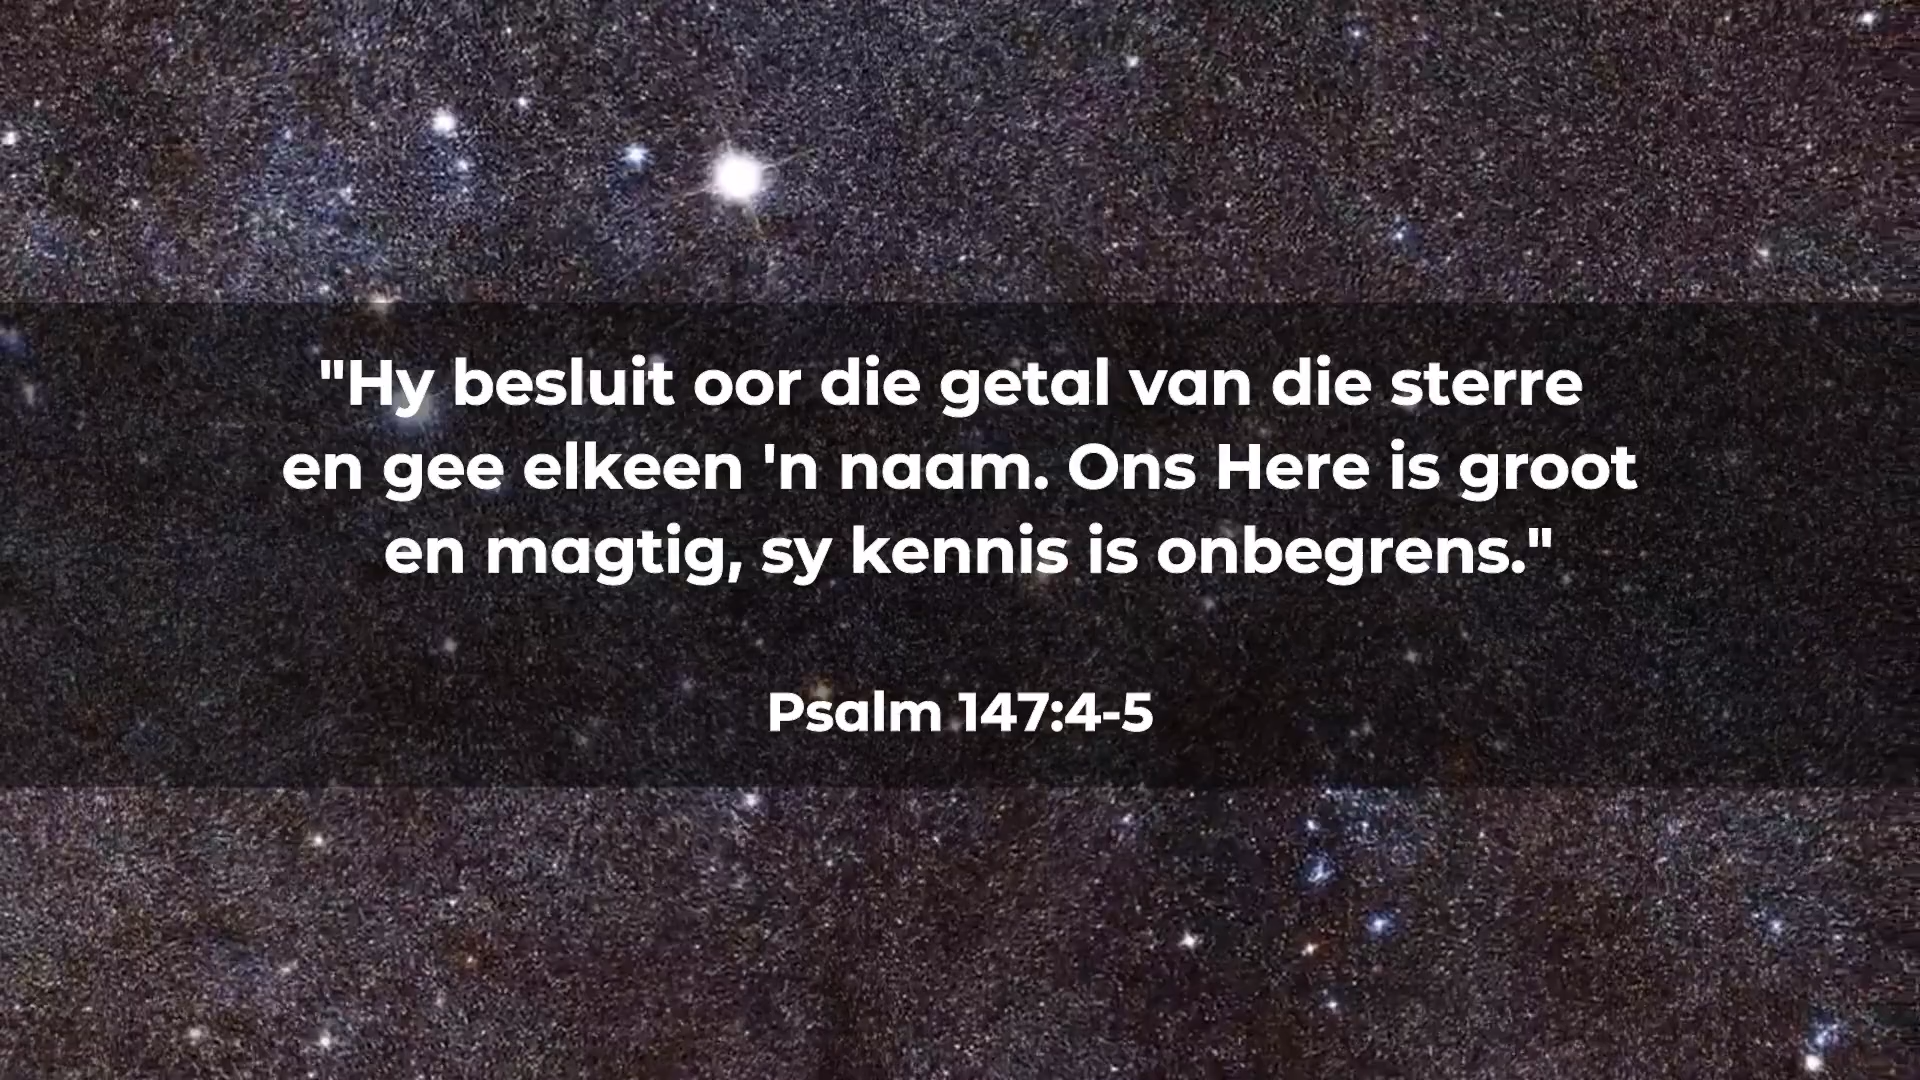 "Hy besluit oor die getal van die sterre
en gee elkeen 'n naam. Ons Here is groot
en magtig, sy kennis is onbegrens."
Psalm 147:4-5